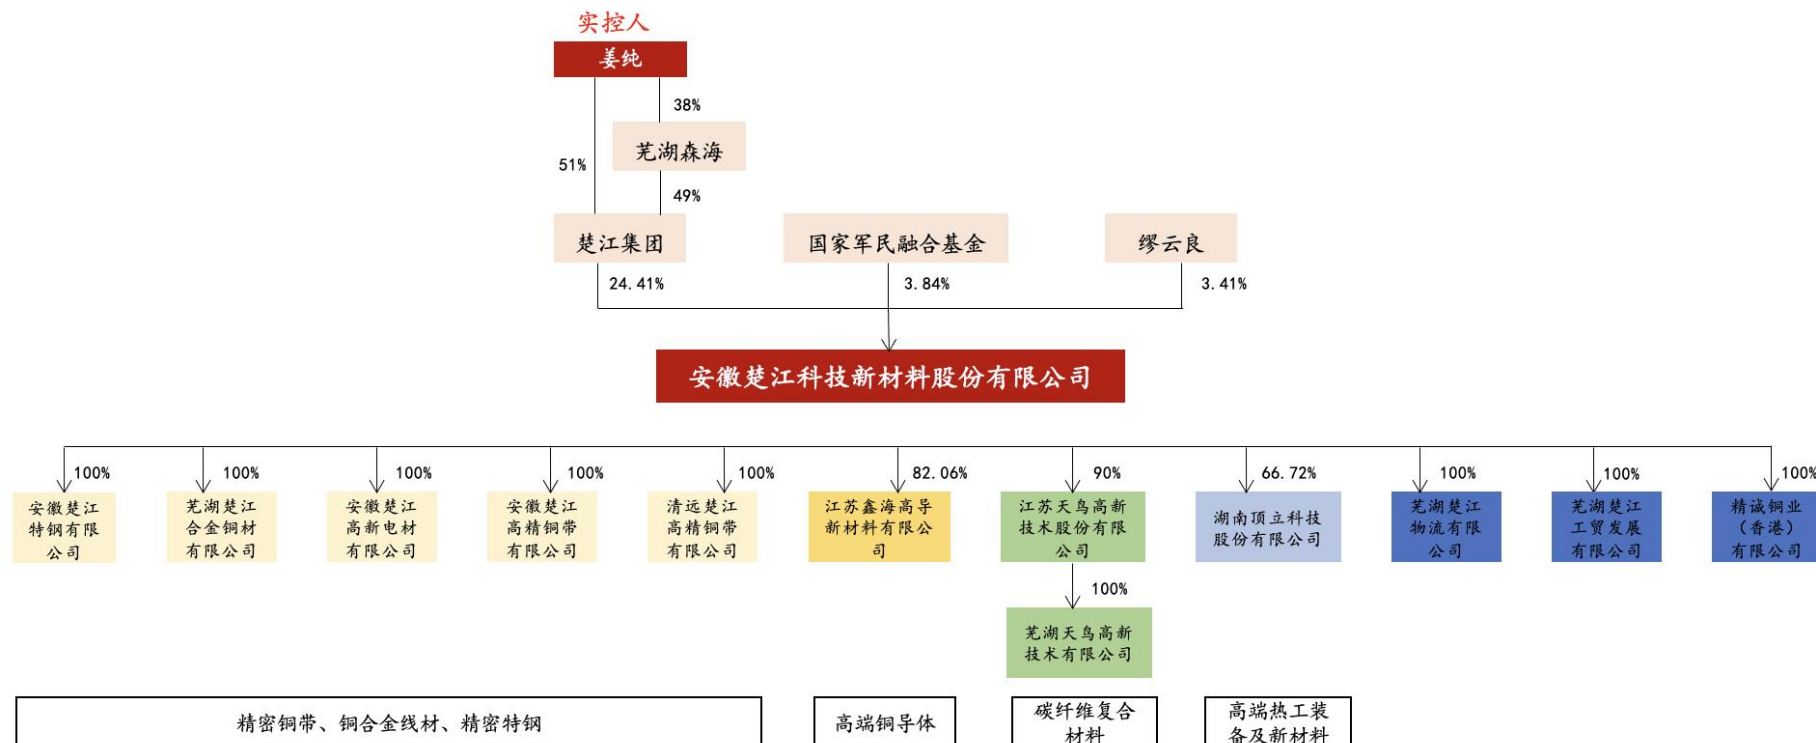 实控人
姜纯
38%
芜湖森海
51%
49%
楚江集团
国家军民融合基金
缪云良
24.41%
3.84%
3.41%
安徽楚江科技新材料股份有限公司
100%
100%
100%
100%
100%
82.06%
90%
66.72%
100%
100%
100%
安徽楚江
特钢有限
公司
芜湖楚江
合金铜材
有限公司
安徽楚江
高新电材
有限公司
安徽楚江
高精铜带
有限公司
清远楚江
高精铜带
有限公司
江苏鑫海高导
新材料有限公
司
江苏天鸟高新
技术股份有限
公司
湖南顶立科技
股份有限公司
芜湖楚江
物流有限
公司
芜湖楚江
工贸发展
有限公司
精诚铜业
（香港）
有限公司
100%
芜湖天鸟高新
技术有限公司
精密铜带、铜合金线材、精密特钢
高端铜导体
碳纤维复合
材料
高端热工装
备及新材料